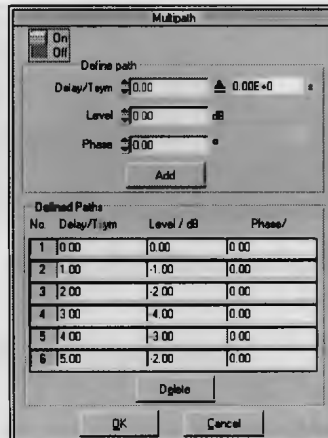 Multipath
On
Off
Define path
Delay/Tsym 0.00 ≙ 0.00E+0 s
Level 0.00 dB
Phase 0.00 °
Add
Defined Paths
No. Delay/Tsym Level / dB Phase/
1 0.00 0.00 0.00
2 1.00 -1.00 0.00
3 2.00 -2.00 0.00
4 3.00 -4.00 0.00
5 4.00 -3.00 0.00
6 5.00 -2.00 0.00
Delete
OK Cancel